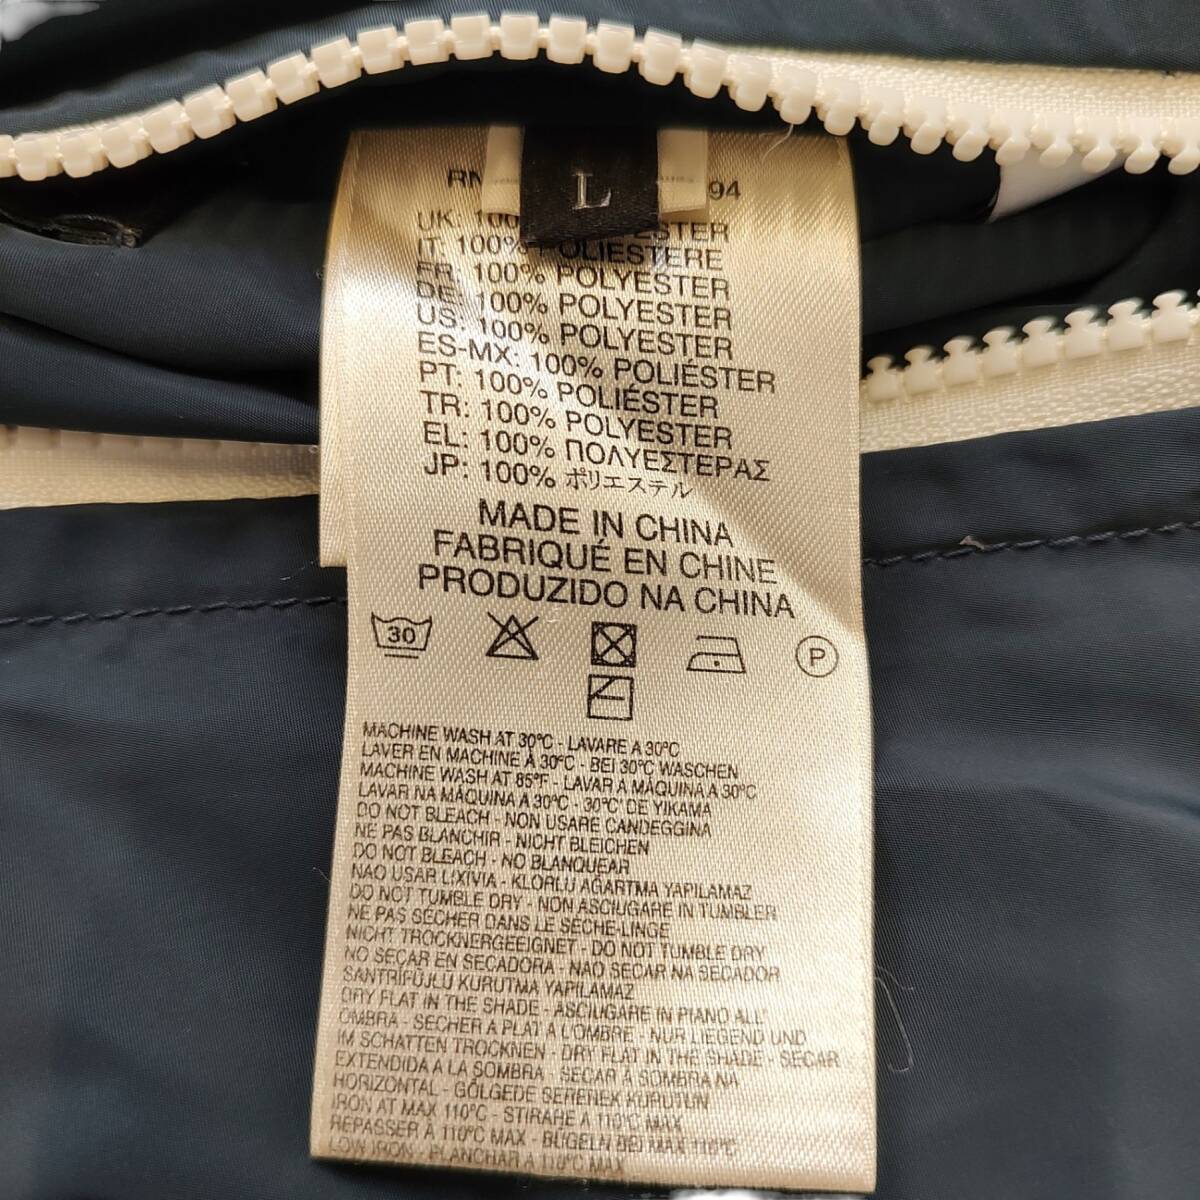 L
94
UK: 100
IT: 100% POLIESTERE
FR: 100% POLYESTER
DE: 100% POLYESTER
US: 100% POLYESTER
ES-MX: 100% POLIÉSTER
PT: 100% POLIÉSTER
TR: 100% POLYESTER
EL: 100% ΠΟΛΥΕΣΤΕΡΑΣ
JP: 100% ポリエステル
MADE IN CHINA
FABRIQUÉ EN CHINE
PRODUZIDO NA CHINA
30 P
MACHINE WASH AT 30°C - LAVARE A 30°C
LAVER EN MACHINE À 30°C - BEI 30°C WASCHEN
MACHINE WASH AT 85°F - LAVAR A MÁQUINA A 30°C
LAVAR NA MÁQUINA A 30°C - 30°C' DE YIKAMA
DO NOT BLEACH - NON USARE CANDEGGINA
NE PAS BLANCHIR - NICHT BLEICHEN
DO NOT BLEACH - NO BLANQUEAR
NAO USAR LIXIVIA - KLORLU AĞARTMA YAPILAMAZ
DO NOT TUMBLE DRY - NON ASCIUGARE IN TUMBLER
NE PAS SÉCHER DANS LE SÈCHE-LINGE
NICHT TROCKNERGEEIGNET - DO NOT TUMBLE DRY
NO SECAR EN SECADORA - NAO SECAR NA SECADOR
SANTRİFÜJLÜ KURUTMA YAPILAMAZ
DRY FLAT IN THE SHADE - ASCIUGARE IN PIANO ALL'
OMBRA - SÉCHER À PLAT À L'OMBRE - NUR LIEGEND UND
IM SCHATTEN TROCKNEN - DRY FLAT IN THE SHADE - SECAR
EXTENDIDA A LA SOMBRA - SECAR À SOMBRA NA
HORIZONTAL - GÖLGEDE SEREREK KURUTUN
IRON AT MAX 110°C - STIRARE A 110°C MAX
REPASSER À 110°C MAX - BÜGELN BEI MAX 110°C
LOW IRON - PLANCHAR A 110°C MAX